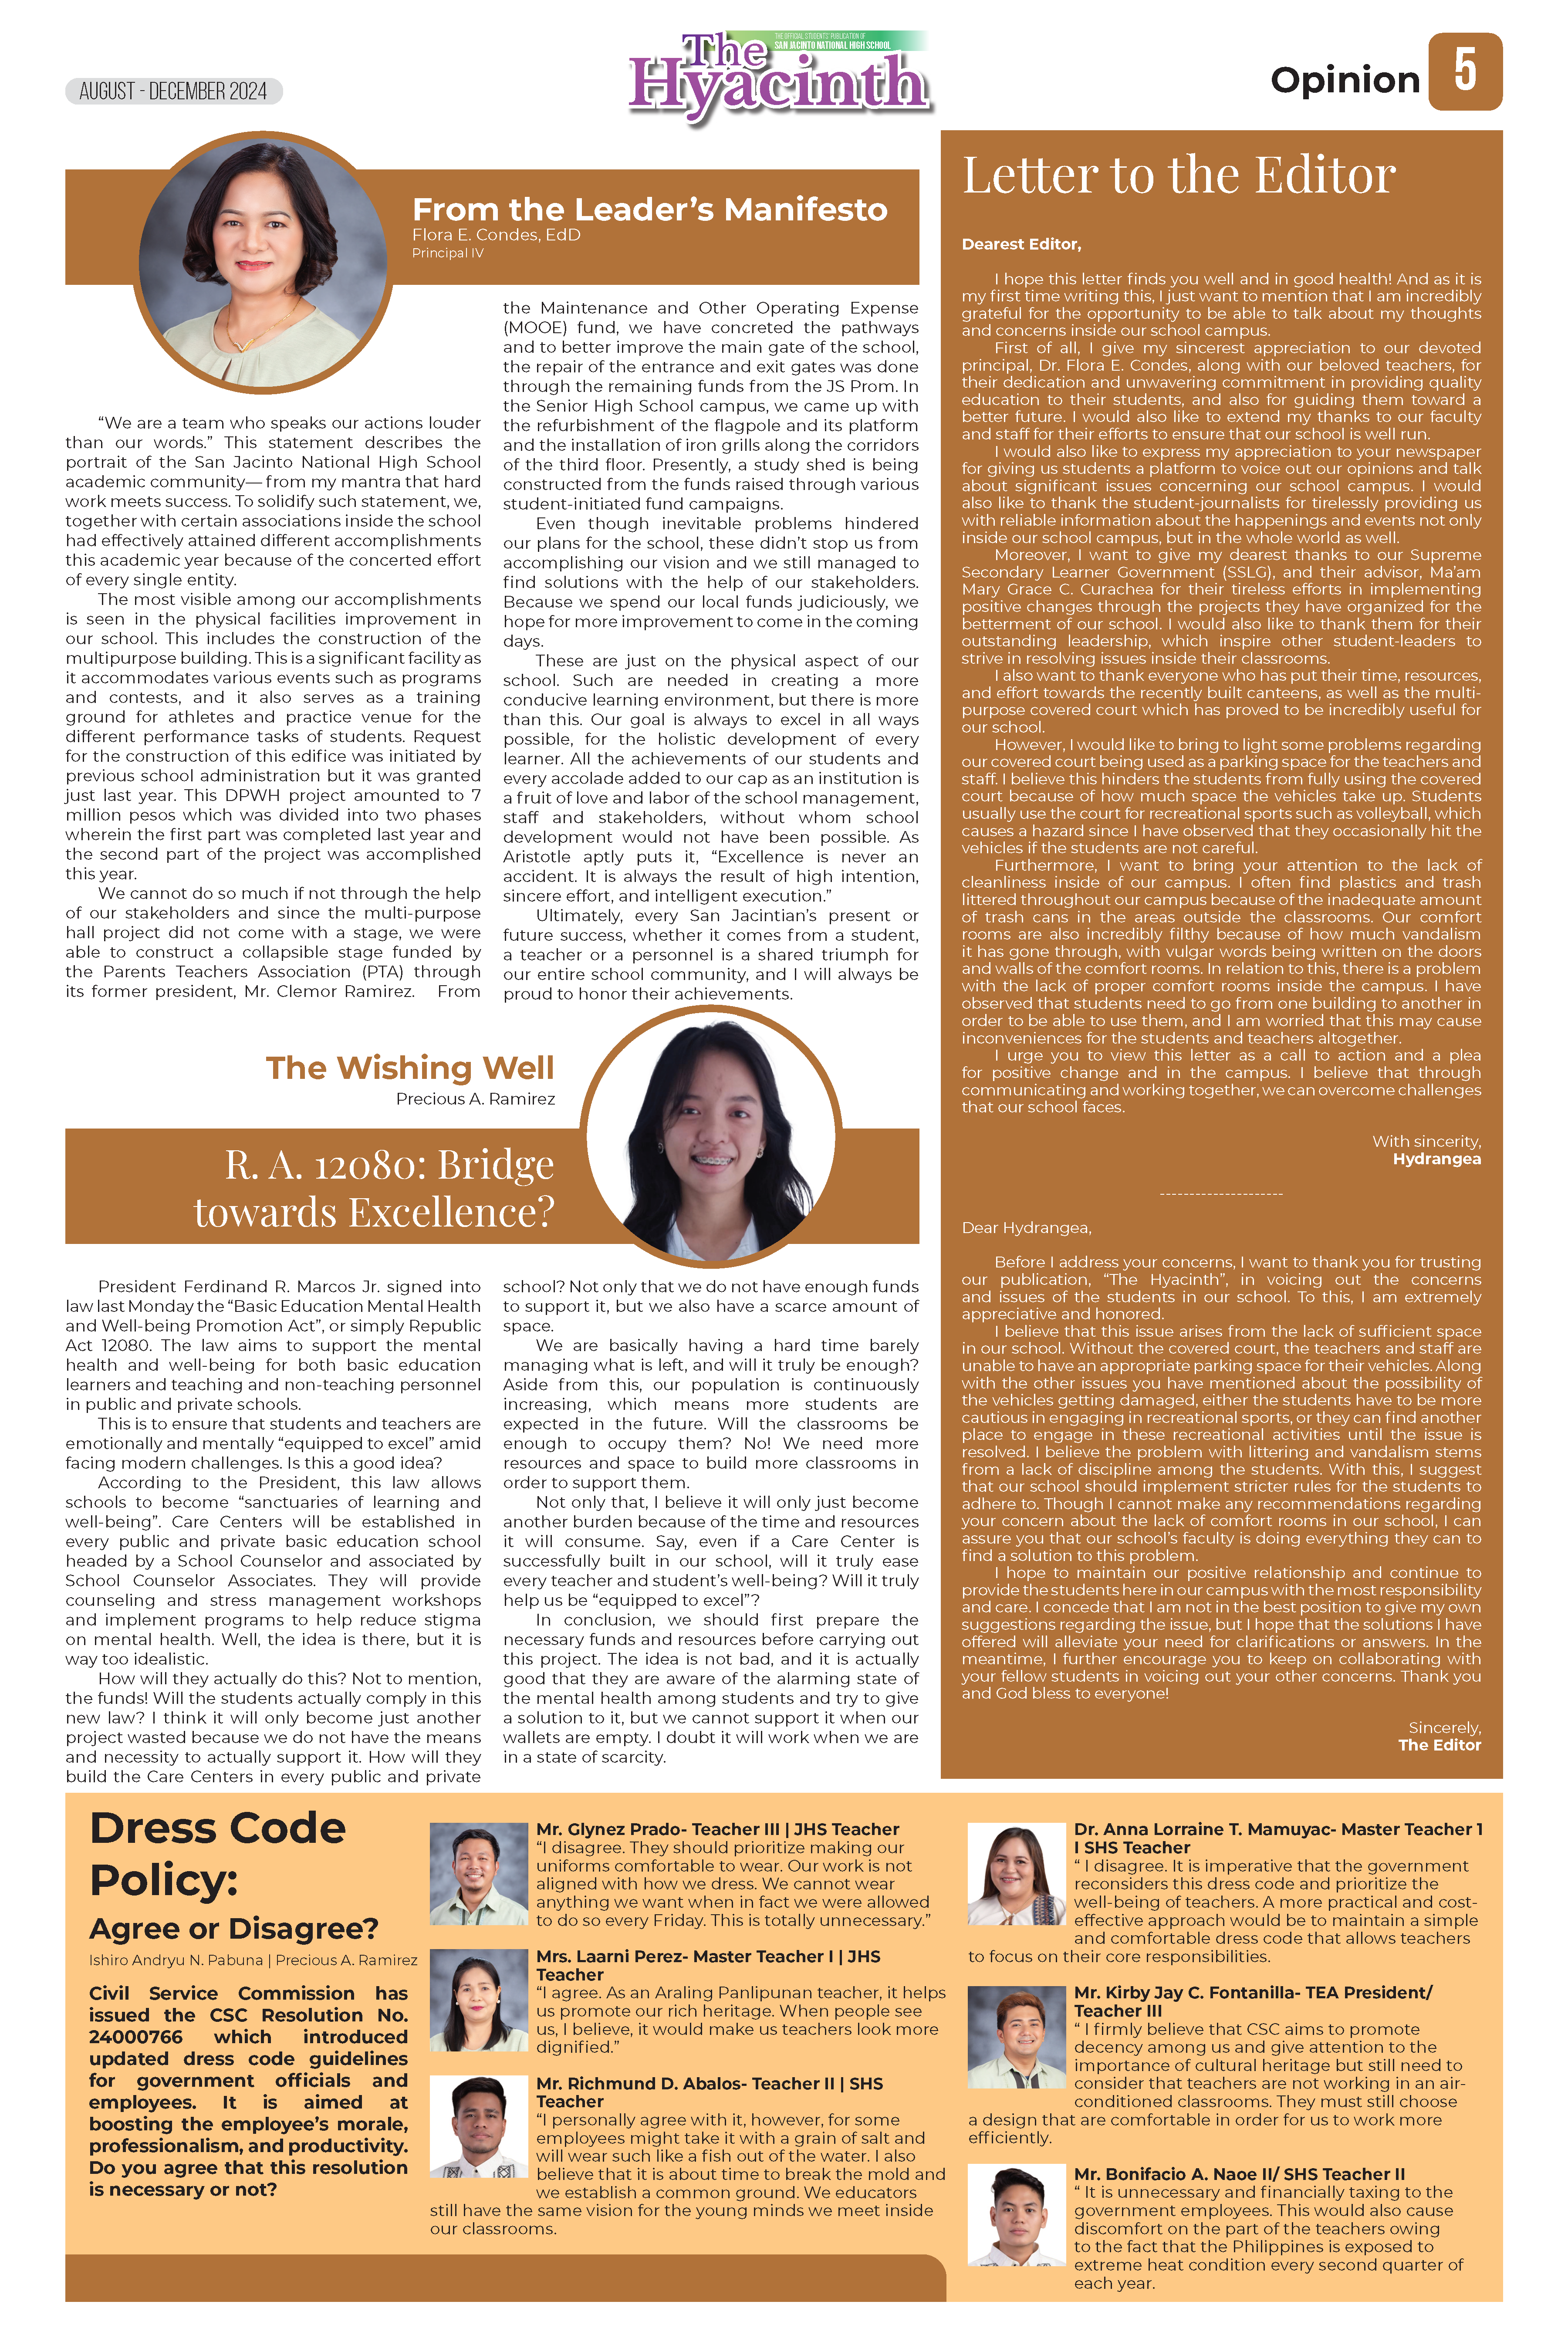 AUGUST - DECEMBER 2024
THE OFFICIAL STUDENTS' PUBLICATION OF
SAN JACINTO NATIONAL HIGH SCHOOL
The
Hyacinth
Opinion 5
From the Leader's Manifesto
Flora E. Condes, EdD
Principal IV
"We are a team who speaks our actions louder
than our words." This statement describes the
portrait of the San Jacinto National High School
academic community— from my mantra that hard
work meets success. To solidify such statement, we,
together with certain associations inside the school
had effectively attained different accomplishments
this academic year because of the concerted effort
of every single entity.
The most visible among our accomplishments
is seen in the physical facilities improvement in
our school. This includes the construction of the
multipurpose building. This is a significant facility as
it accommodates various events such as programs
and contests, and it also serves as a training
ground for athletes and practice venue for the
different performance tasks of students. Request
for the construction of this edifice was initiated by
previous school administration but it was granted
just last year. This DPWH project amounted to 7
million pesos which was divided into two phases
wherein the first part was completed last year and
the second part of the project was accomplished
this year.
We cannot do so much if not through the help
of our stakeholders and since the multi-purpose
hall project did not come with a stage, we were
able to construct a collapsible stage funded by
the Parents Teachers Association (PTA) through
its former president, Mr. Clemor Ramirez. From
the Maintenance and Other Operating Expense
(MOOE) fund, we have concreted the pathways
and to better improve the main gate of the school,
the repair of the entrance and exit gates was done
through the remaining funds from the JS Prom. In
the Senior High School campus, we came up with
the refurbishment of the flagpole and its platform
and the installation of iron grills along the corridors
of the third floor. Presently, a study shed is being
constructed from the funds raised through various
student-initiated fund campaigns.
Even though inevitable problems hindered
our plans for the school, these didn't stop us from
accomplishing our vision and we still managed to
find solutions with the help of our stakeholders.
Because we spend our local funds judiciously, we
hope for more improvement to come in the coming
days.
These are just on the physical aspect of our
school. Such are needed in creating a more
conducive learning environment, but there is more
than this. Our goal is always to excel in all ways
possible, for the holistic development of every
learner. All the achievements of our students and
every accolade added to our cap as an institution is
a fruit of love and labor of the school management,
staff and stakeholders, without whom school
development would not have been possible. As
Aristotle aptly puts it, "Excellence is never an
accident. It is always the result of high intention,
sincere effort, and intelligent execution."
Ultimately, every San Jacintian's present or
future success, whether it comes from a student,
a teacher or a personnel is a shared triumph for
our entire school community, and I will always be
proud to honor their achievements.
The Wishing Well
Precious A. Ramirez
R. A. 12080: Bridge
towards Excellence?
President Ferdinand R. Marcos Jr. signed into
law last Monday the "Basic Education Mental Health
and Well-being Promotion Act", or simply Republic
Act 12080. The law aims to support the mental
health and well-being for both basic education
learners and teaching and non-teaching personnel
in public and private schools.
This is to ensure that students and teachers are
emotionally and mentally "equipped to excel" amid
facing modern challenges. Is this a good idea?
According to the President, this law allows
schools to become "sanctuaries of learning and
well-being". Care Centers will be established in
every public and private basic education school
headed by a School Counselor and associated by
School Counselor Associates. They will provide
counseling and stress management workshops
and implement programs to help reduce stigma
on mental health. Well, the idea is there, but it is
way too idealistic.
How will they actually do this? Not to mention,
the funds! Will the students actually comply in this
new law? I think it will only become just another
project wasted because we do not have the means
and necessity to actually support it. How will they
build the Care Centers in every public and private
school? Not only that we do not have enough funds
to support it, but we also have a scarce amount of
space.
We are basically having a hard time barely
managing what is left, and will it truly be enough?
Aside from this, our population is continuously
increasing, which means more students are
expected in the future. Will the classrooms be
enough to occupy them? No! We need more
resources and space to build more classrooms in
order to support them.
Not only that, I believe it will only just become
another burden because of the time and resources
it will consume. Say, even if a Care Center is
successfully built in our school, will it truly ease
every teacher and student's well-being? Will it truly
help us be "equipped to excel"?
In conclusion, we should first prepare the
necessary funds and resources before carrying out
this project. The idea is not bad, and it is actually
good that they are aware of the alarming state of
the mental health among students and try to give
a solution to it, but we cannot support it when our
wallets are empty. I doubt it will work when we are
in a state of scarcity.
Letter to the Editor
Dearest Editor,
I hope this letter finds you well and in good health! And as it is
my first time writing this, I just want to mention that I am incredibly
grateful for the opportunity to be able to talk about my thoughts
and concerns inside our school campus.
First of all, I give my sincerest appreciation to our devoted
principal, Dr. Flora E. Condes, along with our beloved teachers, for
their dedication and unwavering commitment in providing quality
education to their students, and also for guiding them toward a
better future. I would also like to extend my thanks to our faculty
and staff for their efforts to ensure that our school is well run.
I would also like to express my appreciation to your newspaper
for giving us students a platform to voice out our opinions and talk
about significant issues concerning our school campus. I would
also like to thank the student-journalists for tirelessly providing us
with reliable information about the happenings and events not only
inside our school campus, but in the whole world as well.
Moreover, I want to give my dearest thanks to our Supreme
Secondary Learner Government (SSLG), and their advisor, Ma'am
Mary Grace C. Curachea for their tireless efforts in implementing
positive changes through the projects they have organized for the
betterment of our school. I would also like to thank them for their
outstanding leadership, which inspire other student-leaders to
strive in resolving issues inside their classrooms.
I also want to thank everyone who has put their time, resources,
and effort towards the recently built canteens, as well as the multi-
purpose covered court which has proved to be incredibly useful for
our school.
However, I would like to bring to light some problems regarding
our covered court being used as a parking space for the teachers and
staff. I believe this hinders the students from fully using the covered
court because of how much space the vehicles take up. Students
usually use the court for recreational sports such as volleyball, which
causes a hazard since I have observed that they occasionally hit the
vehicles if the students are not careful.
Furthermore, I want to bring your attention to the lack of
cleanliness inside of our campus. I often find plastics and trash
littered throughout our campus because of the inadequate amount
of trash cans in the areas outside the classrooms. Our comfort
rooms are also incredibly filthy because of how much vandalism
it has gone through, with vulgar words being written on the doors
and walls of the comfort rooms. In relation to this, there is a problem
with the lack of proper comfort rooms inside the campus. I have
observed that students need to go from one building to another in
order to be able to use them, and I am worried that this may cause
inconveniences for the students and teachers altogether.
I urge you to view this letter as a call to action and a plea
for positive change and in the campus. I believe that through
communicating and working together, we can overcome challenges
that our school faces.
With sincerity,
Hydrangea
---------------------
Dear Hydrangea,
Before I address your concerns, I want to thank you for trusting
our publication, "The Hyacinth", in voicing out the concerns
and issues of the students in our school. To this, I am extremely
appreciative and honored.
I believe that this issue arises from the lack of sufficient space
in our school. Without the covered court, the teachers and staff are
unable to have an appropriate parking space for their vehicles. Along
with the other issues you have mentioned about the possibility of
the vehicles getting damaged, either the students have to be more
cautious in engaging in recreational sports, or they can find another
place to engage in these recreational activities until the issue is
resolved. I believe the problem with littering and vandalism stems
from a lack of discipline among the students. With this, I suggest
that our school should implement stricter rules for the students to
adhere to. Though I cannot make any recommendations regarding
your concern about the lack of comfort rooms in our school, I can
assure you that our school's faculty is doing everything they can to
find a solution to this problem.
I hope to maintain our positive relationship and continue to
provide the students here in our campus with the most responsibility
and care. I concede that I am not in the best position to give my own
suggestions regarding the issue, but I hope that the solutions I have
offered will alleviate your need for clarifications or answers. In the
meantime, I further encourage you to keep on collaborating with
your fellow students in voicing out your other concerns. Thank you
and God bless to everyone!
Sincerely,
The Editor
Dress Code
Policy:
Agree or Disagree?
Ishiro Andryu N. Pabuna | Precious A. Ramirez
Civil Service Commission has
issued the CSC Resolution No.
24000766 which introduced
updated dress code guidelines
for government officials and
employees. It is aimed at
boosting the employee's morale,
professionalism, and productivity.
Do you agree that this resolution
is necessary or not?
Mr. Glynez Prado- Teacher III | JHS Teacher
"I disagree. They should prioritize making our
uniforms comfortable to wear. Our work is not
aligned with how we dress. We cannot wear
anything we want when in fact we were allowed
to do so every Friday. This is totally unnecessary."
Mrs. Laarni Perez- Master Teacher I | JHS
Teacher
"I agree. As an Araling Panlipunan teacher, it helps
us promote our rich heritage. When people see
us, I believe, it would make us teachers look more
dignified."
Mr. Richmund D. Abalos- Teacher II | SHS
Teacher
"I personally agree with it, however, for some
employees might take it with a grain of salt and
will wear such like a fish out of the water. I also
believe that it is about time to break the mold and
we establish a common ground. We educators
still have the same vision for the young minds we meet inside
our classrooms.
Dr. Anna Lorraine T. Mamuyac- Master Teacher 1
I SHS Teacher
" I disagree. It is imperative that the government
reconsiders this dress code and prioritize the
well-being of teachers. A more practical and cost-
effective approach would be to maintain a simple
and comfortable dress code that allows teachers
to focus on their core responsibilities.
Mr. Kirby Jay C. Fontanilla- TEA President/
Teacher III
" I firmly believe that CSC aims to promote
decency among us and give attention to the
importance of cultural heritage but still need to
consider that teachers are not working in an air-
conditioned classrooms. They must still choose
a design that are comfortable in order for us to work more
efficiently.
Mr. Bonifacio A. Naoe II/ SHS Teacher II
" It is unnecessary and financially taxing to the
government employees. This would also cause
discomfort on the part of the teachers owing
to the fact that the Philippines is exposed to
extreme heat condition every second quarter of
each year.